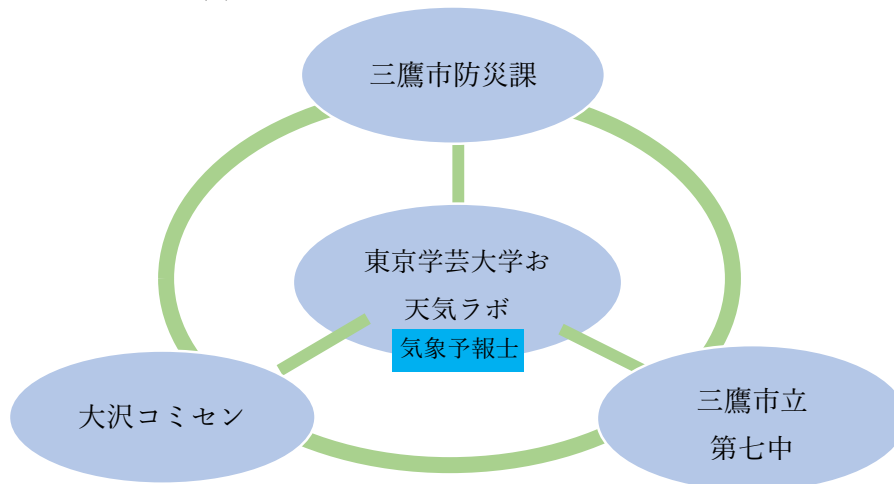 三鷹市防災課
東京学芸大学お
天気ラボ
気象予報士
大沢コミセン
三鷹市立
第七中